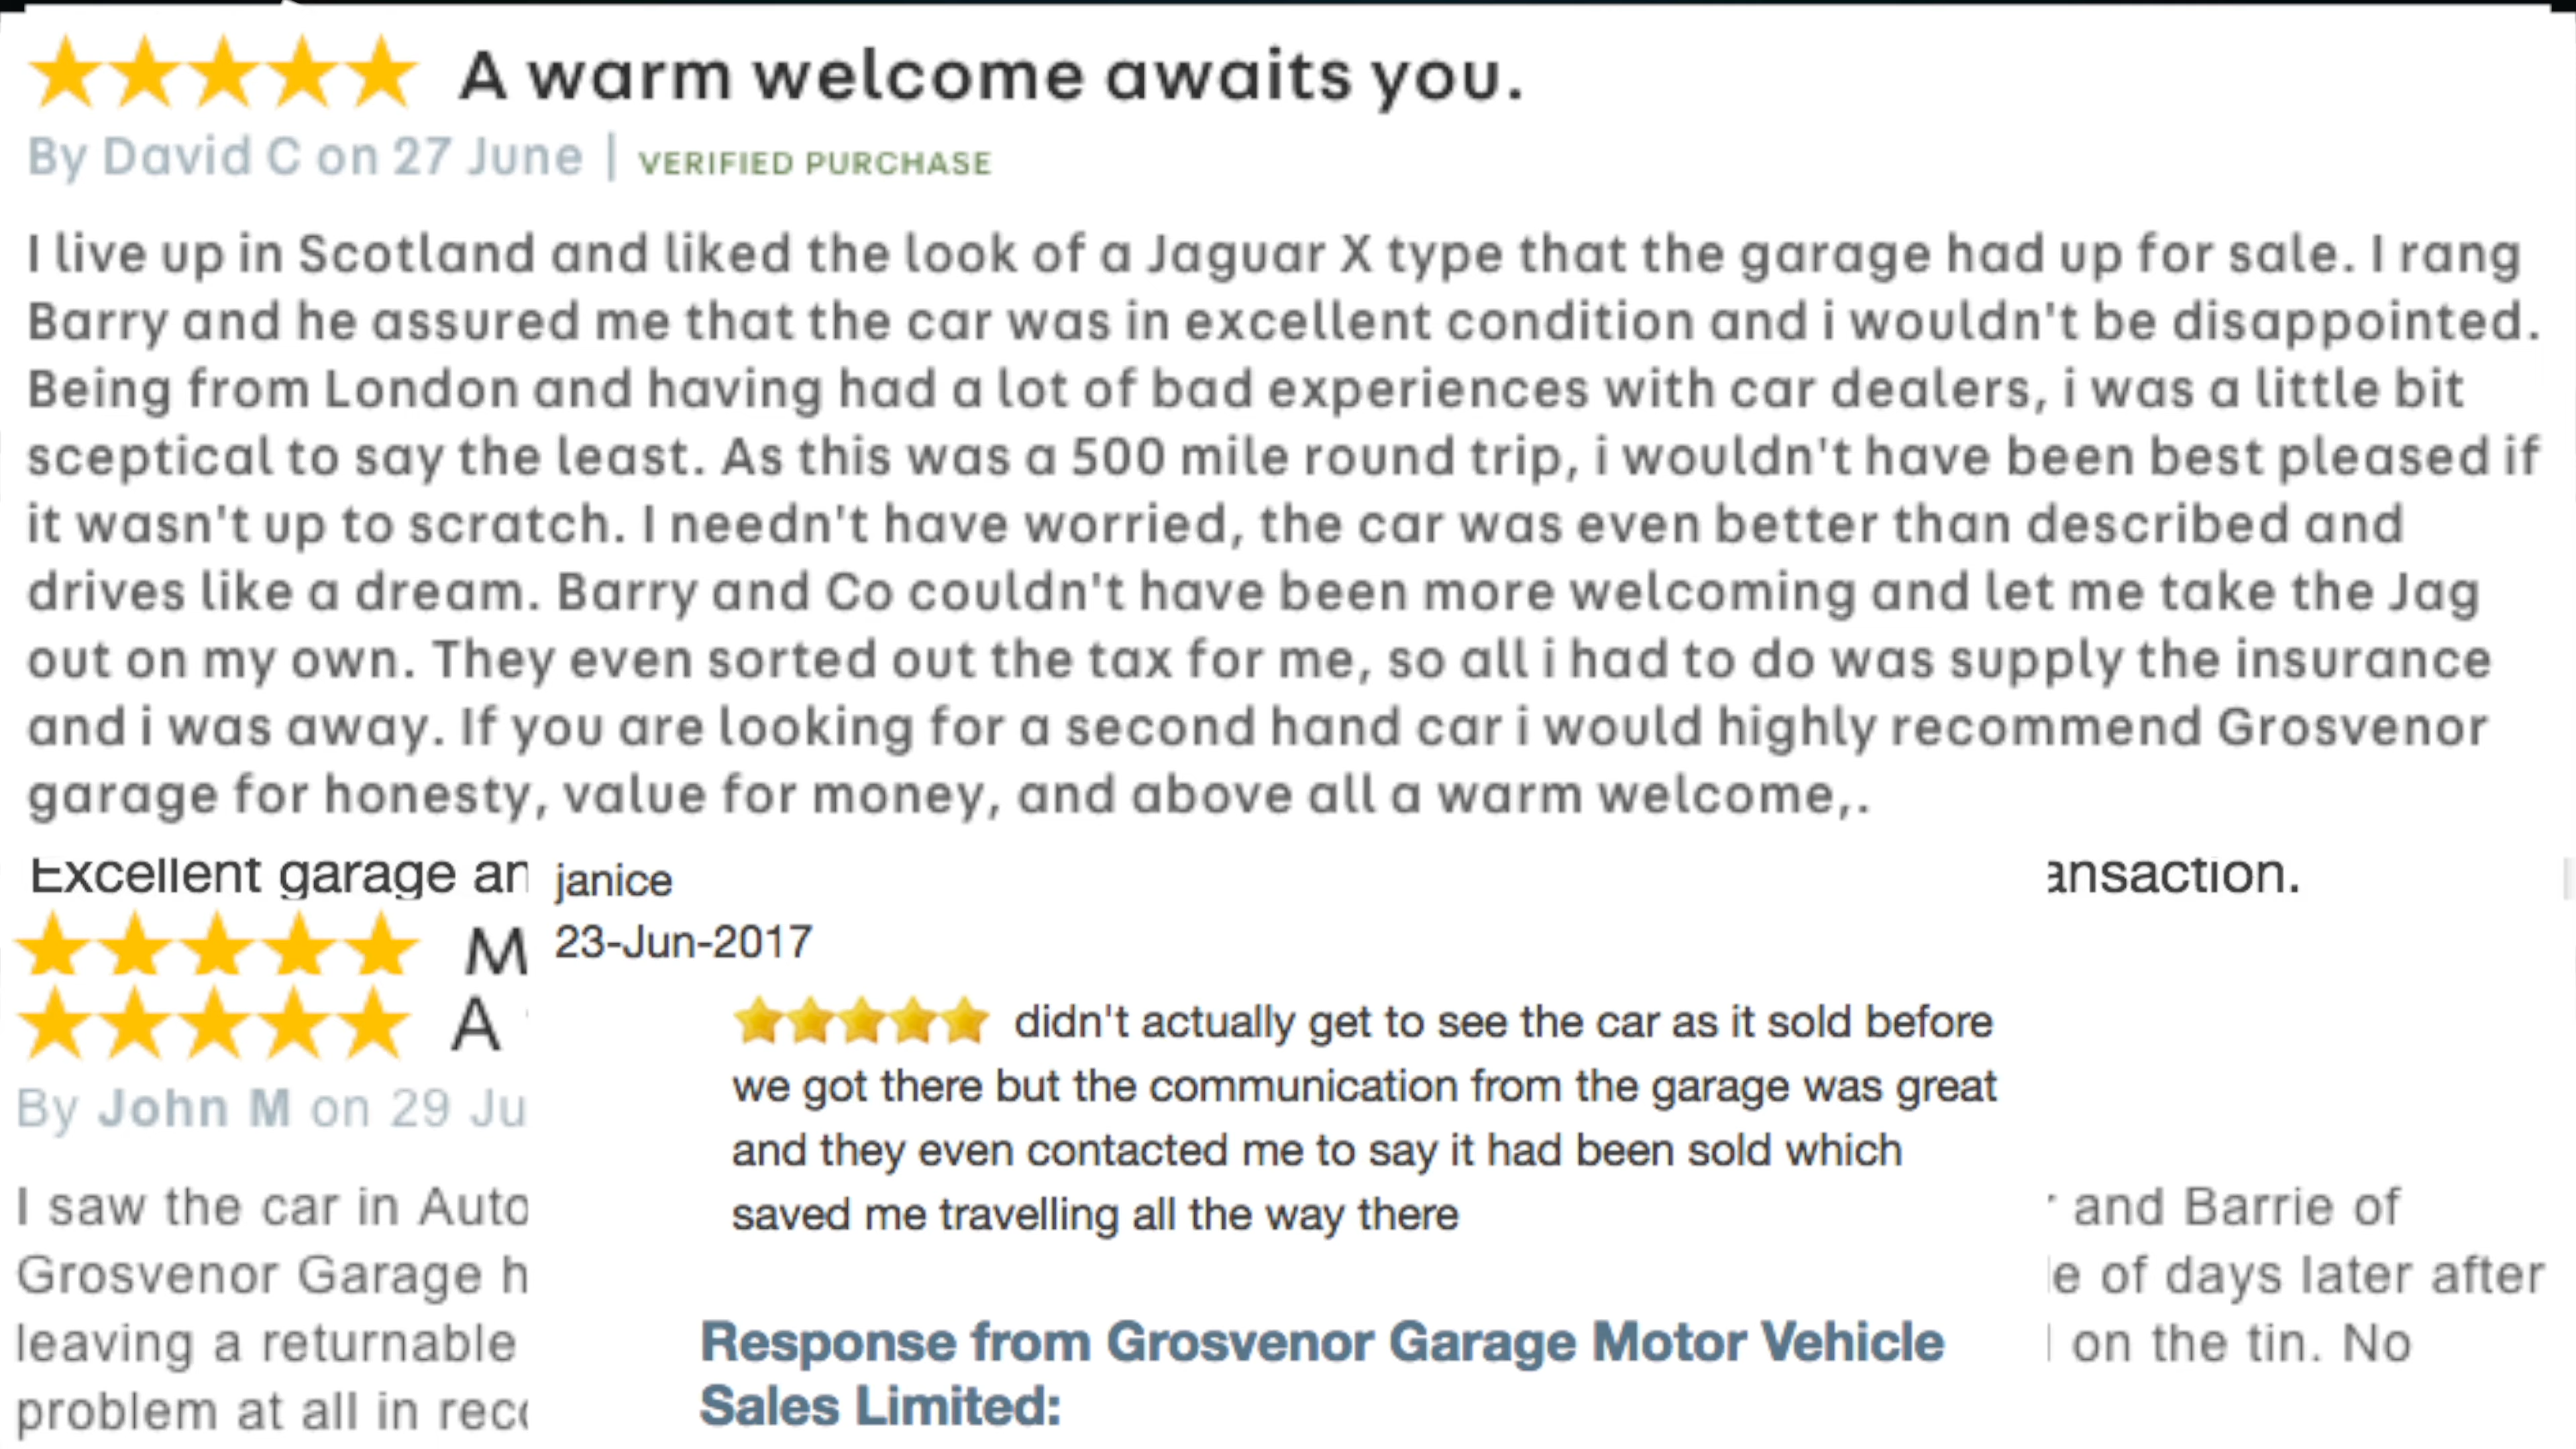 A warm welcome awaits you.
By David C on 27 June | VERIFIED PURCHASE
I live up in Scotland and liked the look of a Jaguar X type that the garage had up for sale. I rang
Barry and he assured me that the car was in excellent condition and i wouldn't be disappointed.
Being from London and having had a lot of bad experiences with car dealers, i was a little bit
sceptical to say the least. As this was a 500 mile round trip, i wouldn't have been best pleased if
it wasn't up to scratch. I needn't have worried, the car was even better than described and
drives like a dream. Barry and Co couldn't have been more welcoming and let me take the Jag
out on my own. They even sorted out the tax for me, so all i had to do was supply the insurance
and i was away. If you are looking for a second hand car i would highly recommend Grosvenor
garage for honesty, value for money, and above all a warm welcome,.
Excellent garage an
ansaction.
janice
23-Jun-2017
didn't actually get to see the car as it sold before
we got there but the communication from the garage was great
and they even contacted me to say it had been sold which
saved me travelling all the way there
Response from Grosvenor Garage Motor Vehicle
Sales Limited:
M
A
By John M on 29 Ju
I saw the car in Auto
Grosvenor Garage h
leaving a returnable
problem at all in rec
and Barrie of
e of days later after
on the tin. No